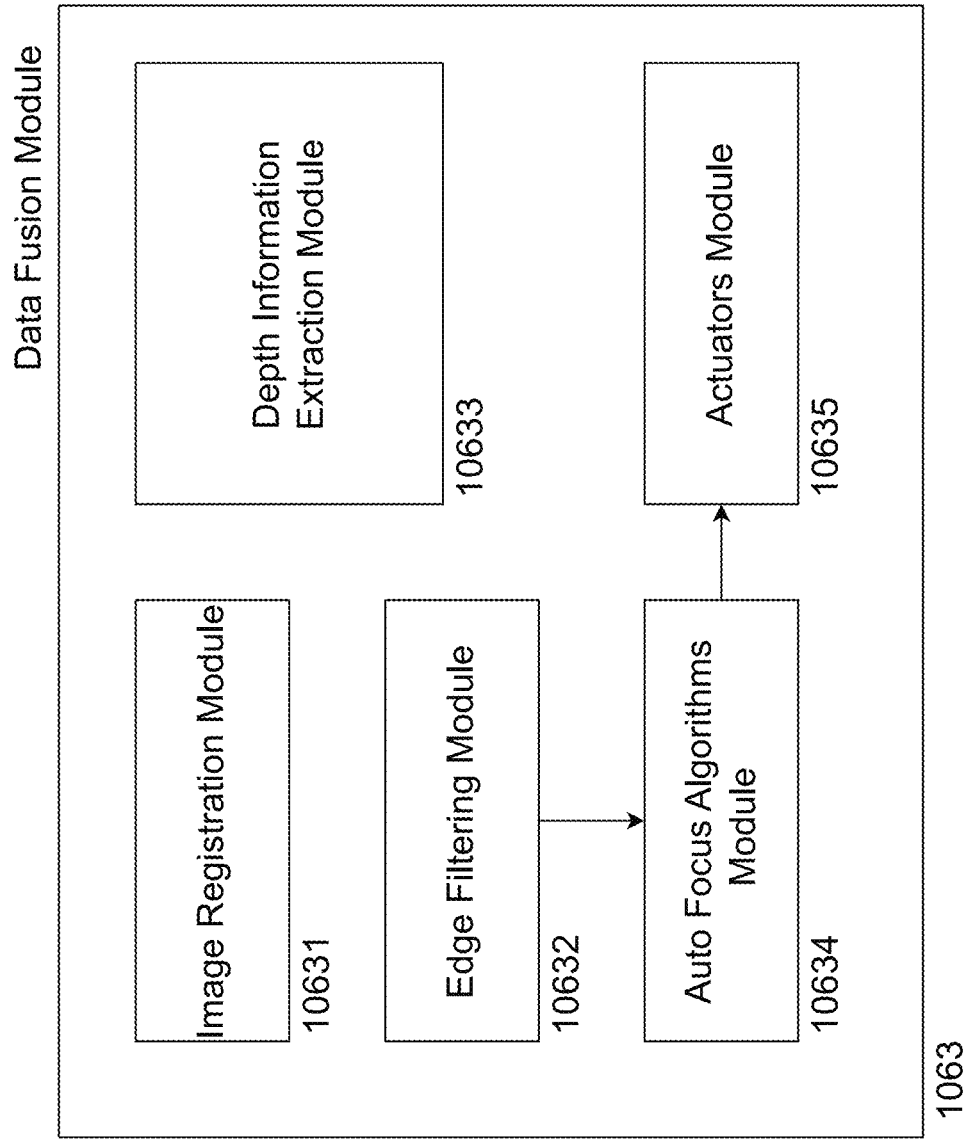 Data Fusion Module
Image Registration Module
10631
Depth Information
Extraction Module
10633
Edge Filtering Module
10632
Auto Focus Algorithms
Module
10634
Actuators Module
10635
1063